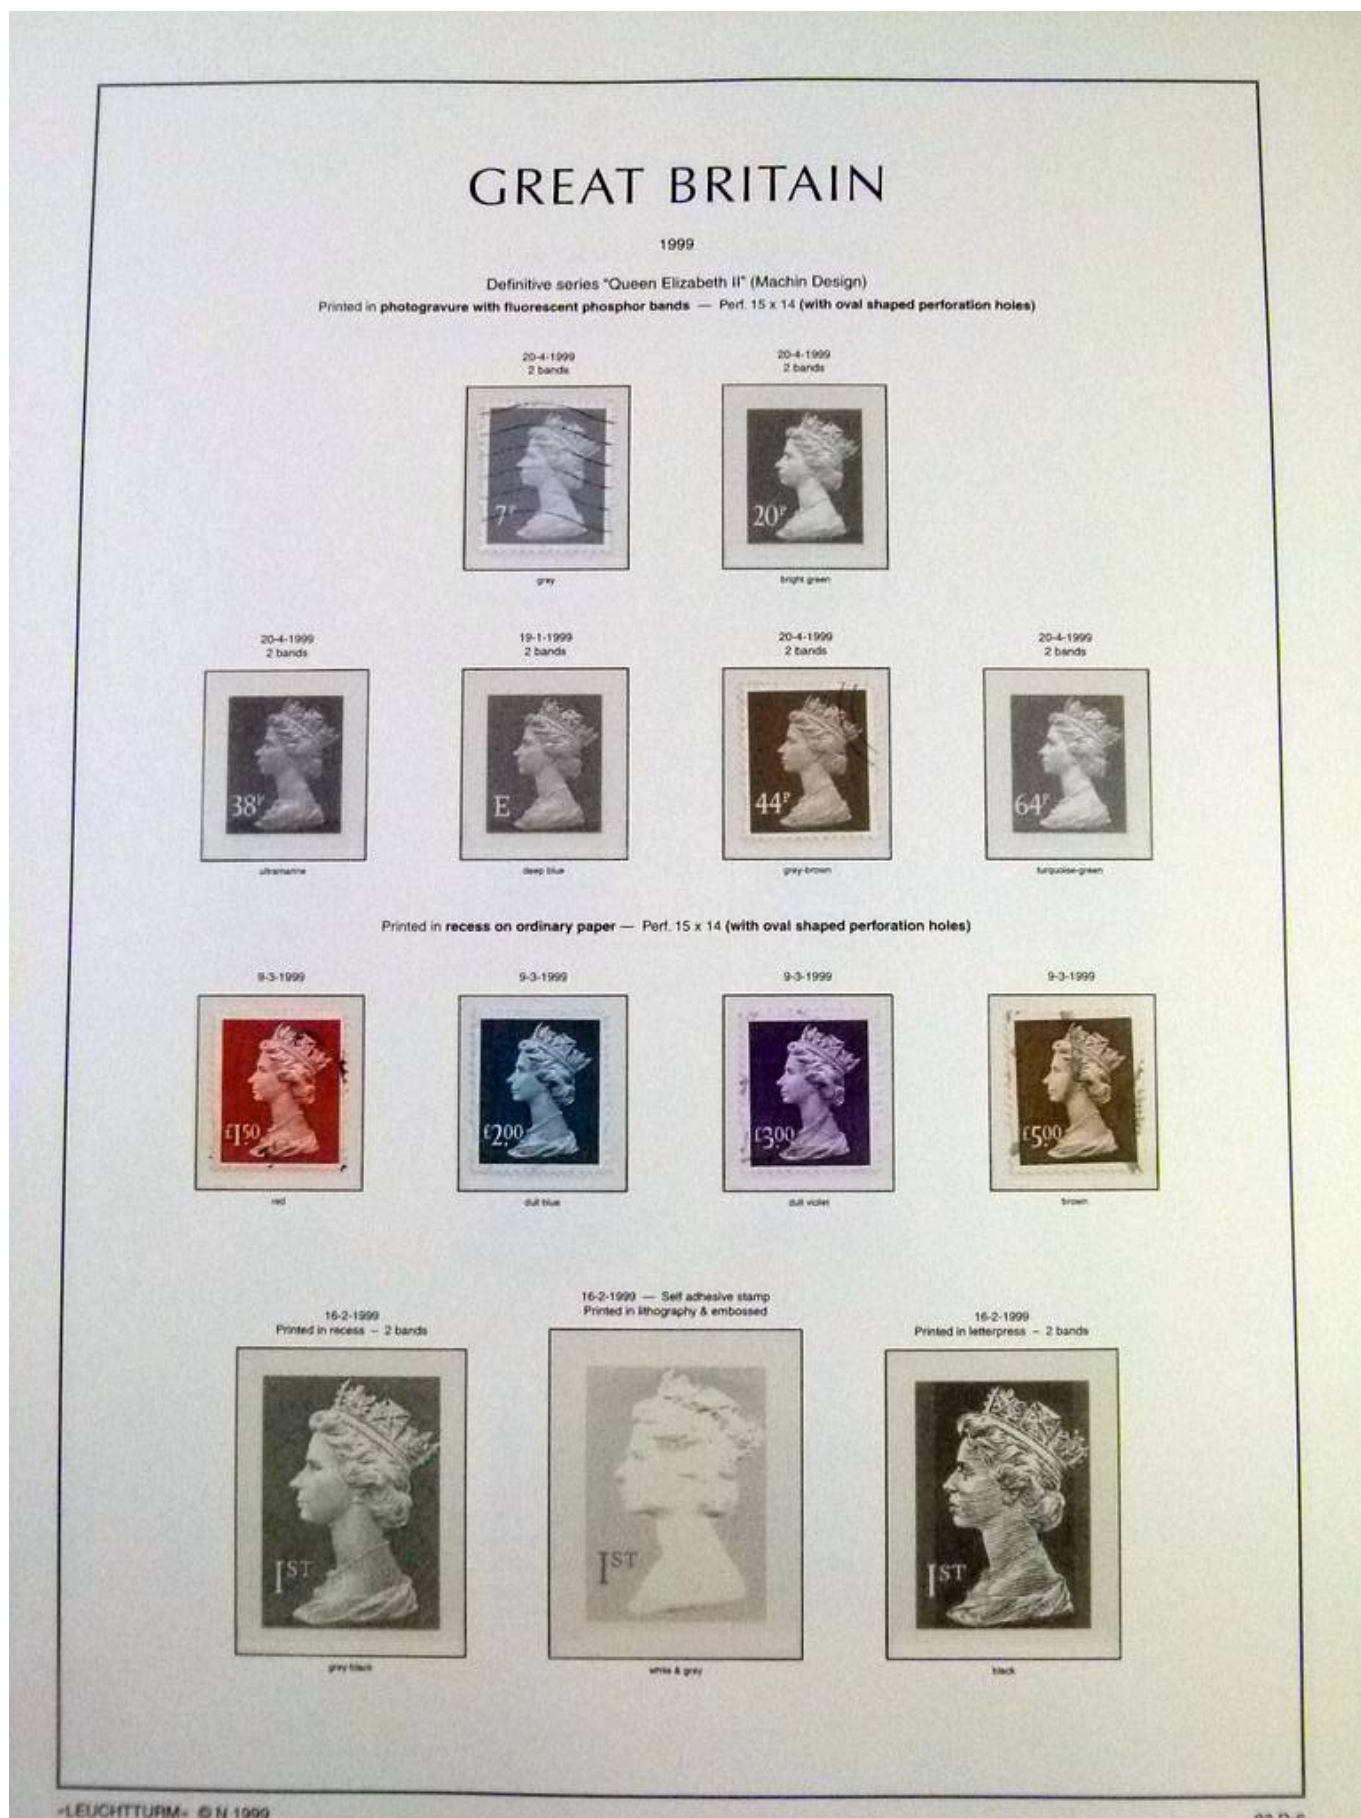 GREAT BRITAIN
1999
Definitive series "Queen Elizabeth II" (Machin Design)
Printed in photogravure with fluorescent phosphor bands — Perf. 15 x 14 (with oval shaped perforation holes)
20-4-1999
2 bands
7P
grey
20-4-1999
2 bands
20P
bright green
20-4-1999
2 bands
38P
ultramarine
19-1-1999
2 bands
E
deep blue
20-4-1999
2 bands
44P
grey-brown
20-4-1999
2 bands
64P
turquoise-green
Printed in recess on ordinary paper — Perf. 15 x 14 (with oval shaped perforation holes)
9-3-1999
£1.50
red
9-3-1999
£2.00
dull blue
9-3-1999
£3.00
dull violet
9-3-1999
£5.00
brown
16-2-1999
Printed in recess – 2 bands
1ST
grey-black
16-2-1999 — Self adhesive stamp
Printed in lithography & embossed
1ST
white & grey
16-2-1999
Printed in letterpress – 2 bands
1ST
black
»LEUCHTTURM« © N 1999